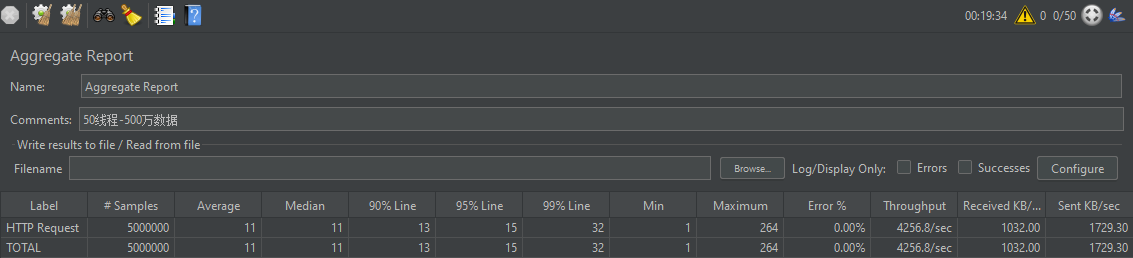 00:19:34 0 0/50
Aggregate Report
Name: Aggregate Report
Comments: 50线程-500万数据
Write results to file / Read from file
Filename Browse... Log/Display Only: Errors Successes Configure
Label # Samples Average Median 90% Line 95% Line 99% Line Min Maximum Error % Throughput Received KB/... Sent KB/sec
HTTP Request 5000000 11 11 13 15 32 1 264 0.00% 4256.8/sec 1032.00 1729.30
TOTAL 5000000 11 11 13 15 32 1 264 0.00% 4256.8/sec 1032.00 1729.30